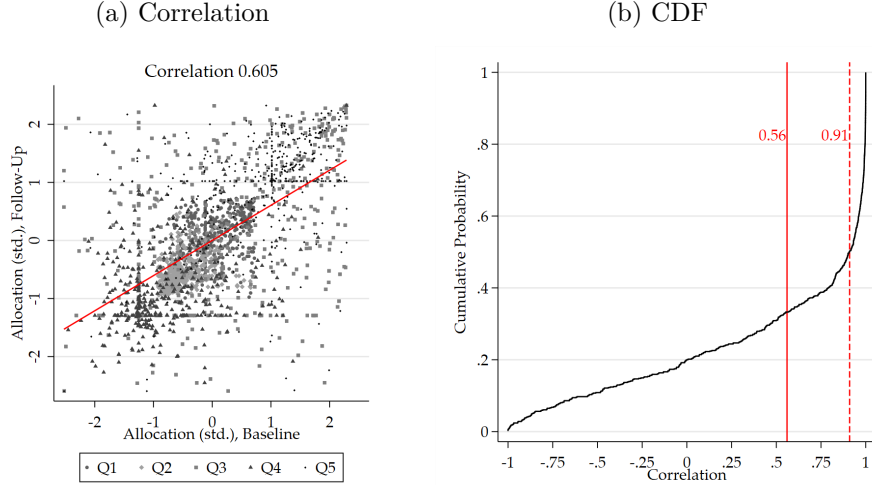 (a) Correlation
Correlation 0.605
Allocation (std.), Follow-Up
2
1
0
-1
-2
-2 -1 0 1 2
Allocation (std.), Baseline
Q1 Q2 Q3 Q4 Q5
(b) CDF
Cumulative Probability
1
.8
.6
.4
.2
0
0.56 0.91
-1 -.75 -.5 -.25 0 .25 .5 .75 1
Correlation